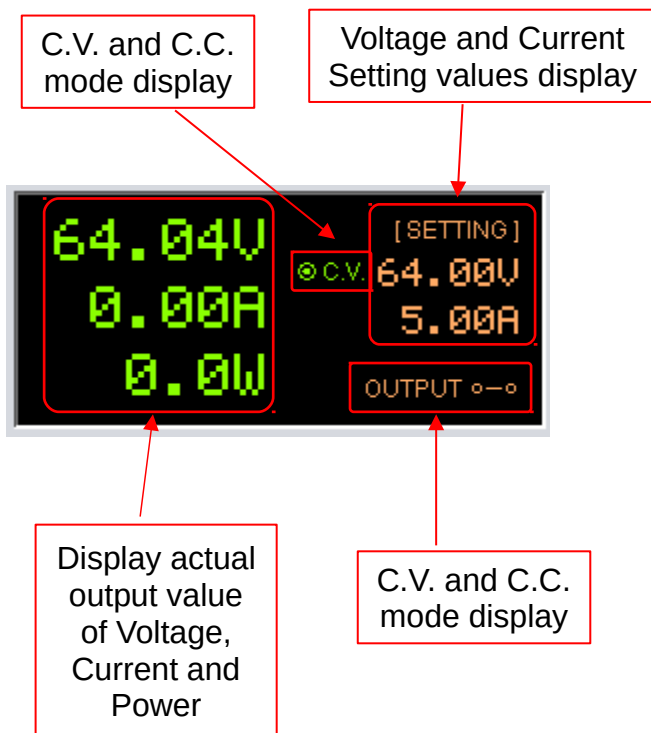 C.V. and C.C.
mode display
Voltage and Current
Setting values display
64.04V
0.00A
0.0W
C.V.
[SETTING]
64.00V
5.00A
OUTPUT
Display actual
output value
of Voltage,
Current and
Power
C.V. and C.C.
mode display